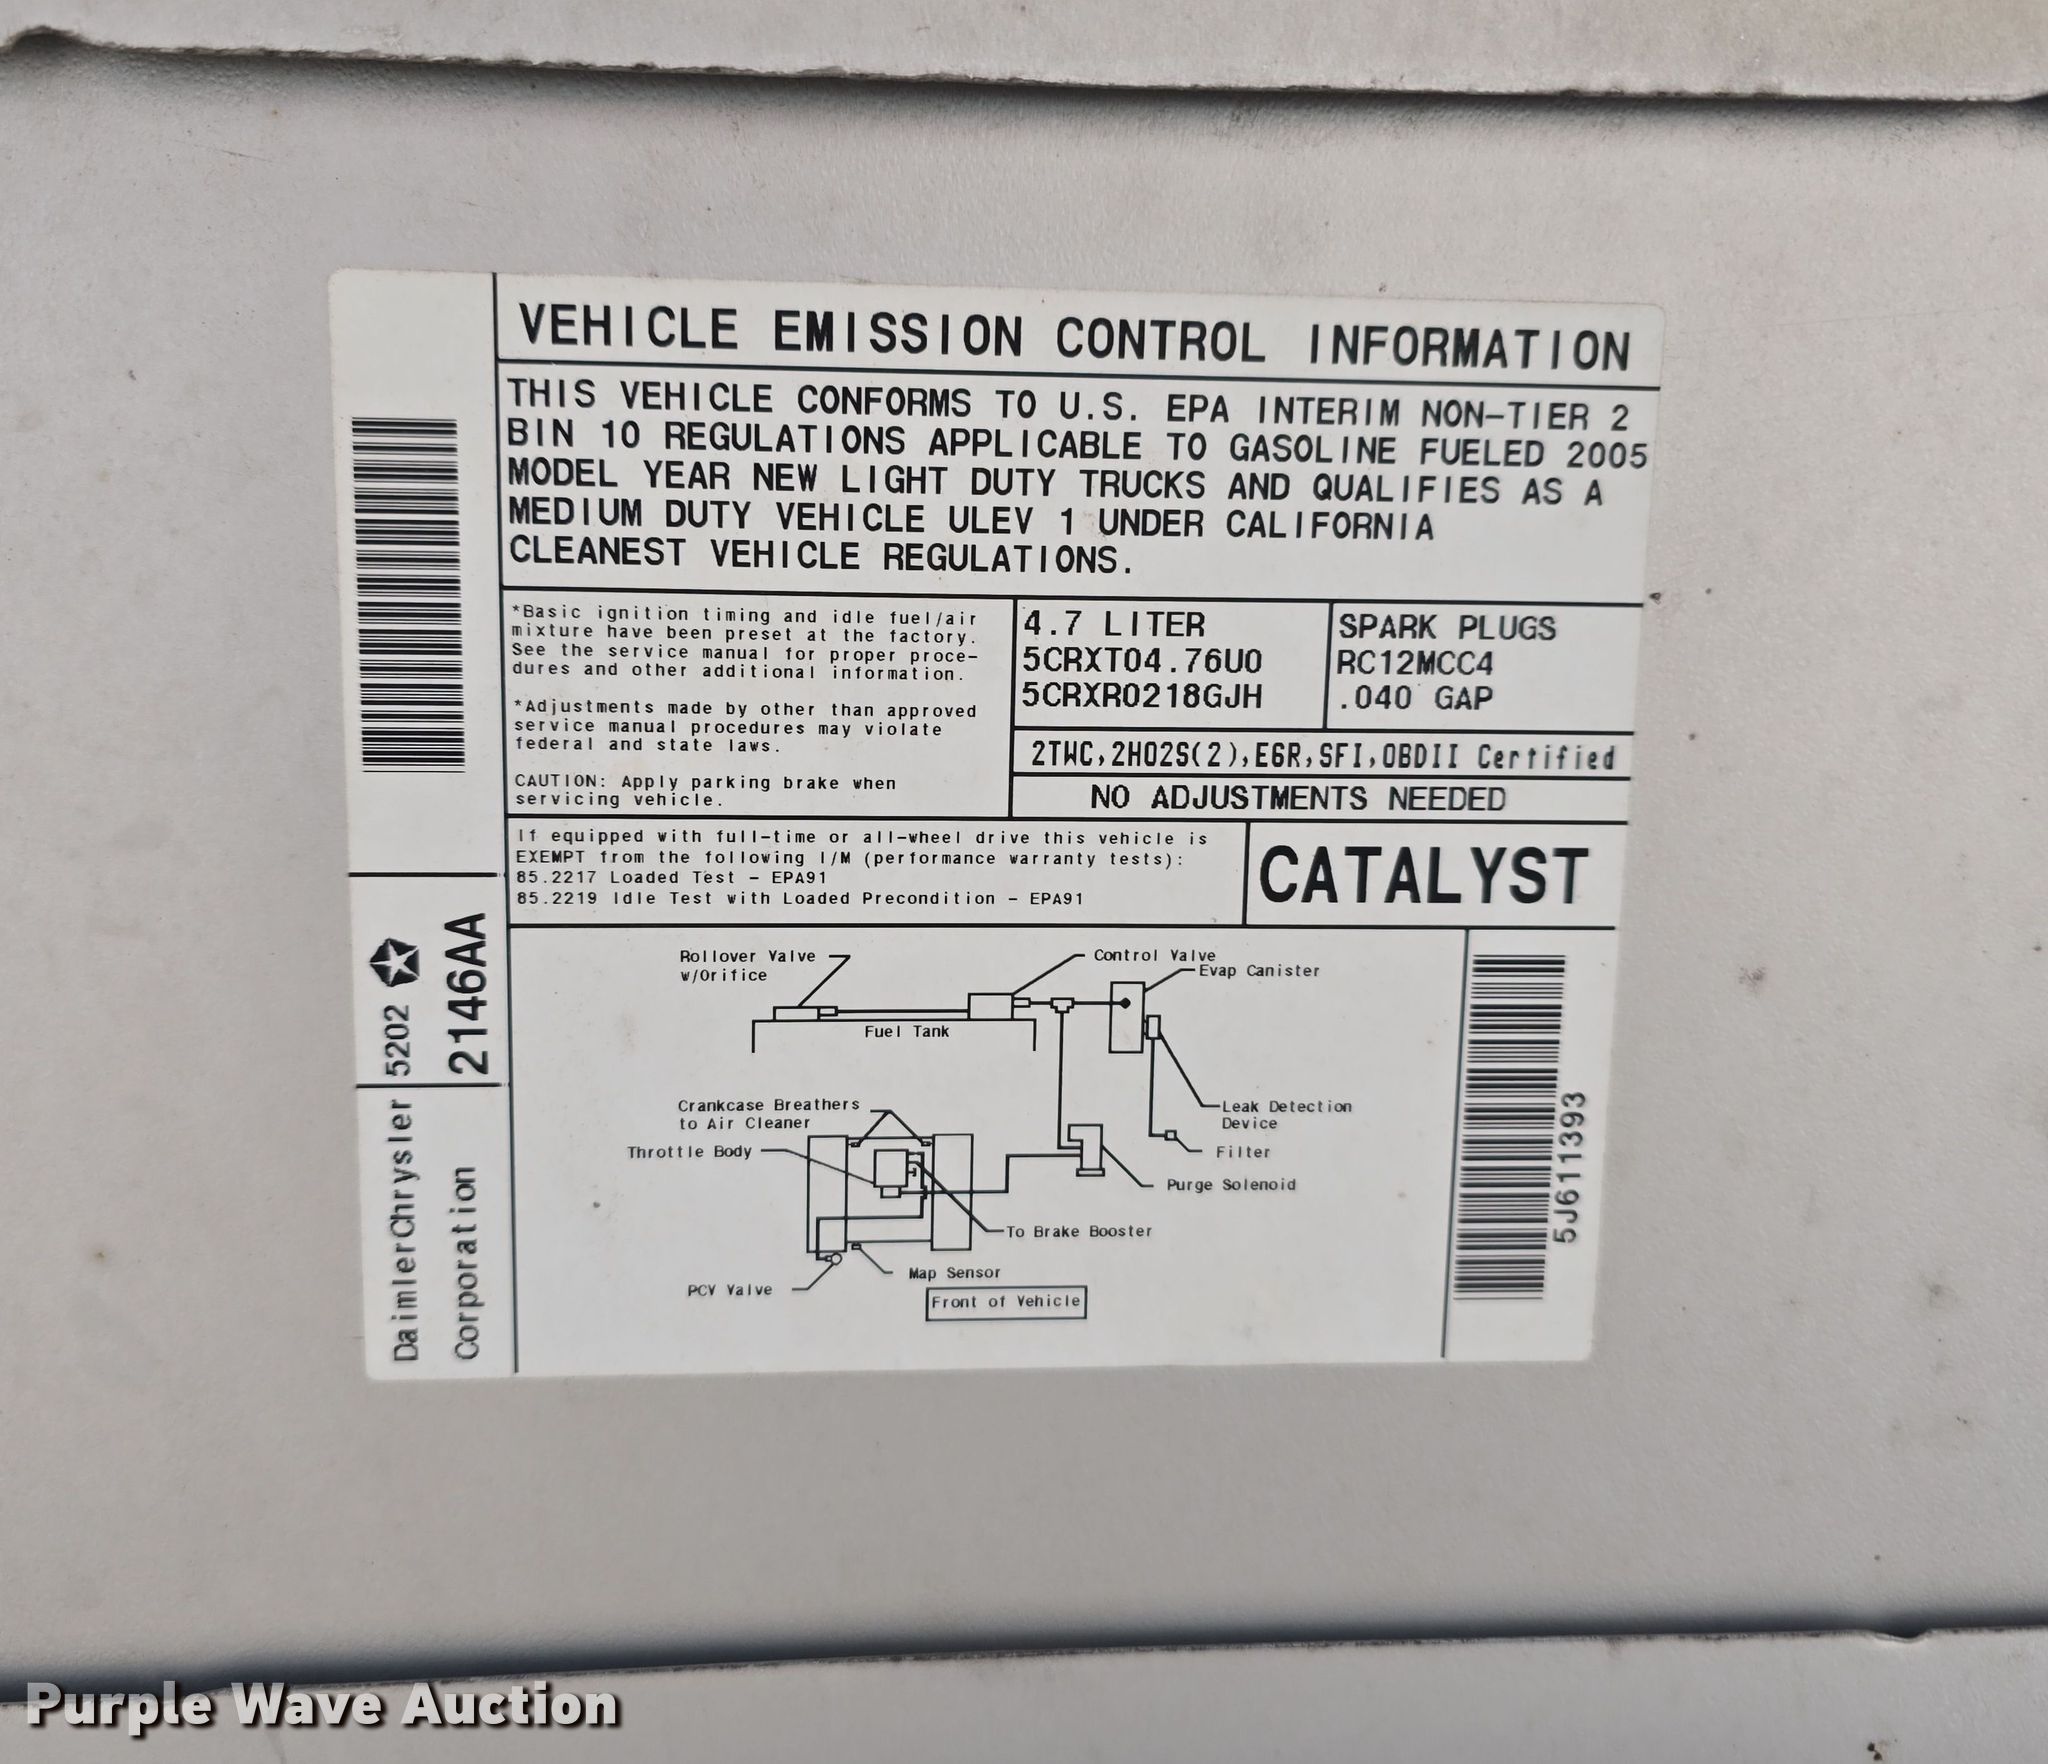 VEHICLE EMISSION CONTROL INFORMATION
THIS VEHICLE CONFORMS TO U.S. EPA INTERIM NON-TIER 2
BIN 10 REGULATIONS APPLICABLE TO GASOLINE FUELED 2005
MODEL YEAR NEW LIGHT DUTY TRUCKS AND QUALIFIES AS A
MEDIUM DUTY VEHICLE ULEV 1 UNDER CALIFORNIA
CLEANEST VEHICLE REGULATIONS.
*Basic ignition timing and idle fuel/air
mixture have been preset at the factory.
See the service manual for proper proce-
dures and other additional information.
*Adjustments made by other than approved
service manual procedures may violate
federal and state laws.
CAUTION: Apply parking brake when
servicing vehicle.
4.7 LITER
5CRXT04.76U0
5CRXR0218GJH
SPARK PLUGS
RC12MCC4
.040 GAP
2TWC,2HO2S(2),EGR,SFI,OBDII Certified
NO ADJUSTMENTS NEEDED
If equipped with full-time or all-wheel drive this vehicle is
EXEMPT from the following I/M (performance warranty tests):
85.2217 Loaded Test - EPA91
85.2219 Idle Test with Loaded Precondition - EPA91
CATALYST
Rollover Valve
w/Orifice
Control Valve
Evap Canister
Fuel Tank
Crankcase Breathers
to Air Cleaner
Throttle Body
Leak Detection
Device
Filter
Purge Solenoid
To Brake Booster
Map Sensor
PCV Valve
Front of Vehicle
DaimlerChrysler
Corporation
5202
2146AA
5J611393
Purple Wave Auction